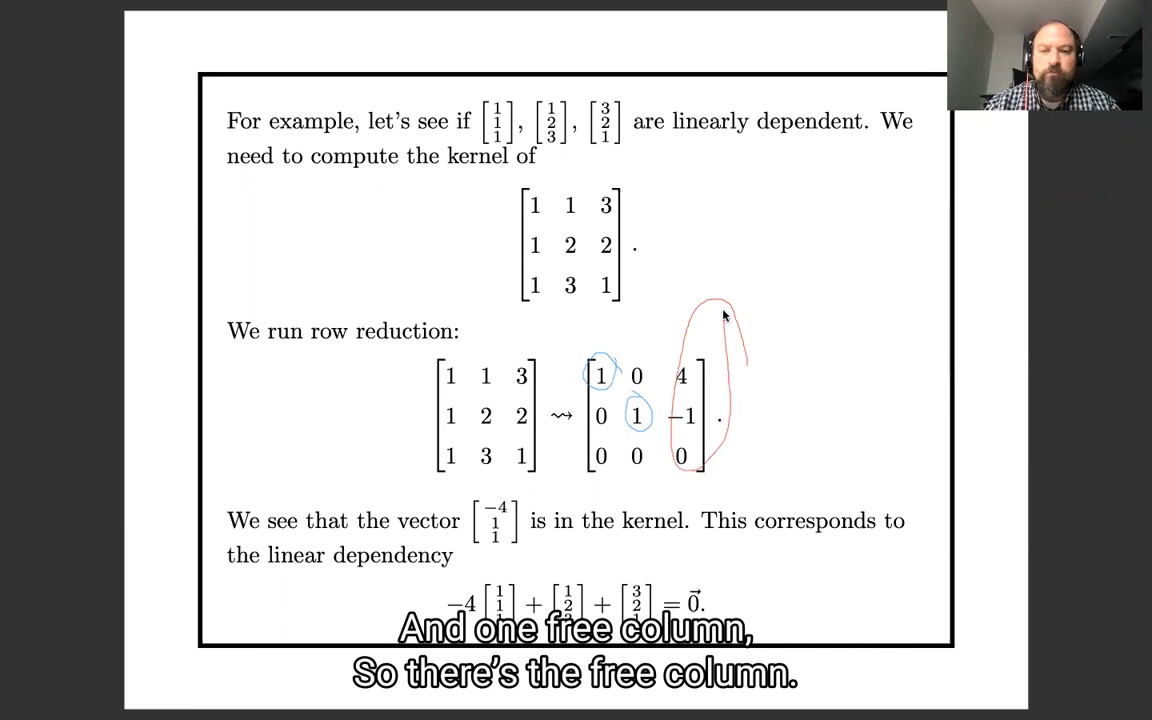 For example, let's see if [1 1 1], [1 2 3], [3 2 1] are linearly dependent. We
need to compute the kernel of
[1 1 3
1 2 2
1 3 1] .
We run row reduction:
[1 1 3 [1 0 4
1 2 2 ⇝ 0 1 −1
1 3 1] 0 0 0] .
We see that the vector [−4 1 1] is in the kernel. This corresponds to
the linear dependency
−4 [1 1] + [1 2] + [3 2] = 0⃗.
And one free column,
So there's the free column.